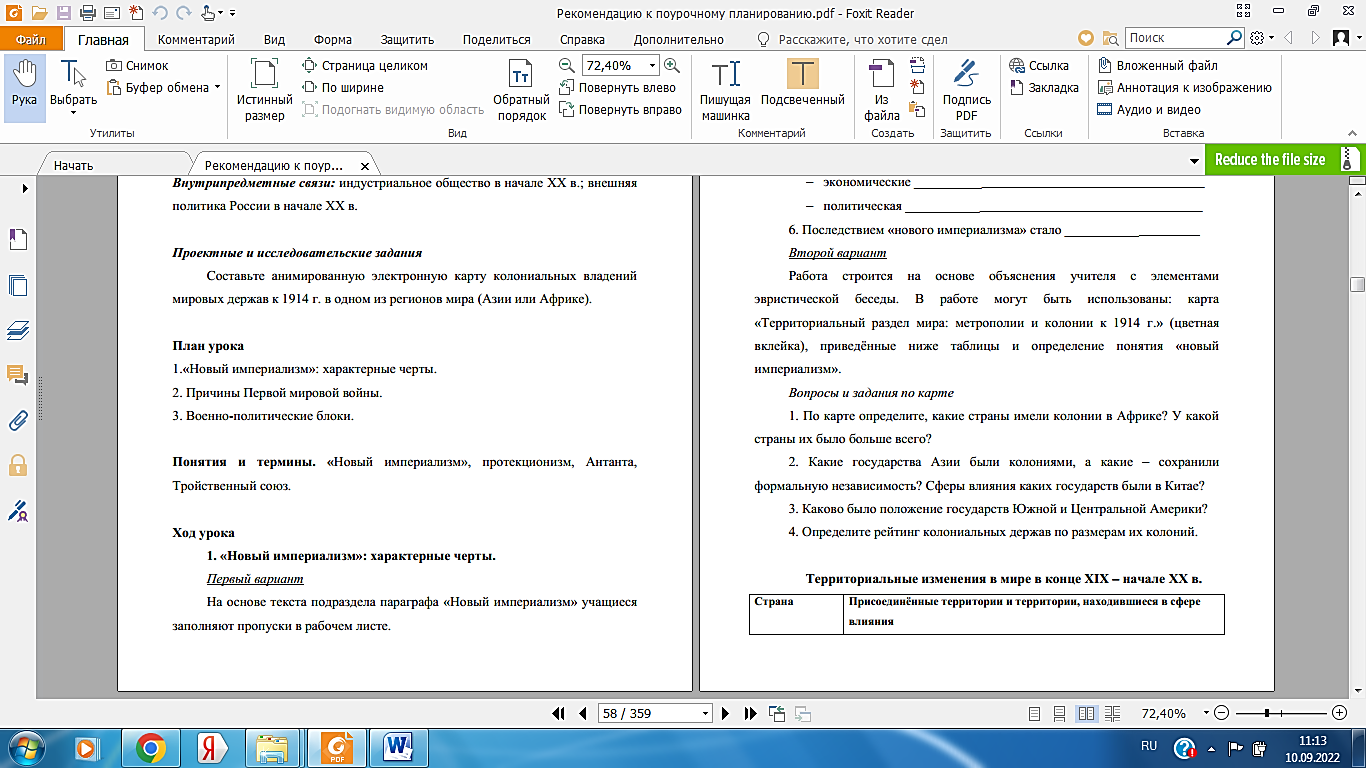 Рекомендацию к поурочному планированию.pdf - Foxit Reader
Файл
Главная
Комментарий
Вид
Форма
Защитить
Поделиться
Справка
Дополнительно
Расскажите, что хотите сдел
Поиск
Рука
Выбрать
Снимок
Буфер обмена
Утилиты
Истинный размер
Страница целиком
По ширине
Подогнать видимую область
Обратный порядок
72,40%
Повернуть влево
Повернуть вправо
Вид
Пишущая машинка
Подсвеченный
Комментарий
Из файла
Создать
Подпись PDF
Защитить
Ссылка
Закладка
Ссылки
Вложенный файл
Аннотация к изображению
Аудио и видео
Вставка
Начать
Рекомендацию к поур...
Reduce the file size
Внутрипредметные связи: индустриальное общество в начале XX в.; внешняя
политика России в начале XX в.
Проектные и исследовательские задания
Составьте анимированную электронную карту колониальных владений
мировых держав к 1914 г. в одном из регионов мира (Азии или Африке).
План урока
1.«Новый империализм»: характерные черты.
2. Причины Первой мировой войны.
3. Военно-политические блоки.
Понятия и термины. «Новый империализм», протекционизм, Антанта,
Тройственный союз.
Ход урока
1. «Новый империализм»: характерные черты.
Первый вариант
На основе текста подраздела параграфа «Новый империализм» учащиеся
заполняют пропуски в рабочем листе.
– экономические ____________________
– политическая ____________________
6. Последствием «нового империализма» стало ____________________
Второй вариант
Работа строится на основе объяснения учителя с элементами
эвристической беседы. В работе могут быть использованы: карта
«Территориальный раздел мира: метрополии и колонии к 1914 г.» (цветная
вклейка), приведённые ниже таблицы и определение понятия «новый
империализм».
Вопросы и задания по карте
1. По карте определите, какие страны имели колонии в Африке? У какой
страны их было больше всего?
2. Какие государства Азии были колониями, а какие – сохранили
формальную независимость? Сферы влияния каких государств были в Китае?
3. Каково было положение государств Южной и Центральной Америки?
4. Определите рейтинг колониальных держав по размерам их колоний.
Территориальные изменения в мире в конце XIX – начале XX в.
Страна
Присоединённые территории и территории, находившиеся в сфере
влияния
58 / 359
72,40%
RU
11:13
10.09.2022